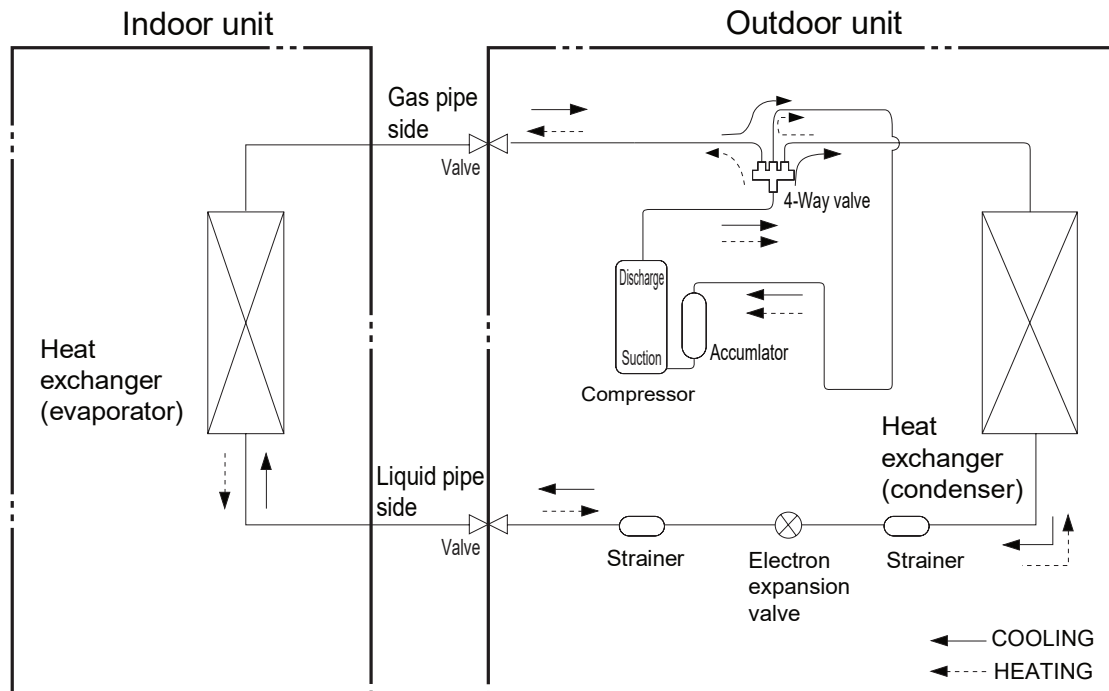 Indoor unit
Outdoor unit
Gas pipe
side
Valve
4-Way valve
Discharge
Suction
Accumlator
Compressor
Heat
exchanger
(evaporator)
Heat
exchanger
(condenser)
Liquid pipe
side
Valve
Strainer
Electron
expansion
valve
Strainer
COOLING
HEATING